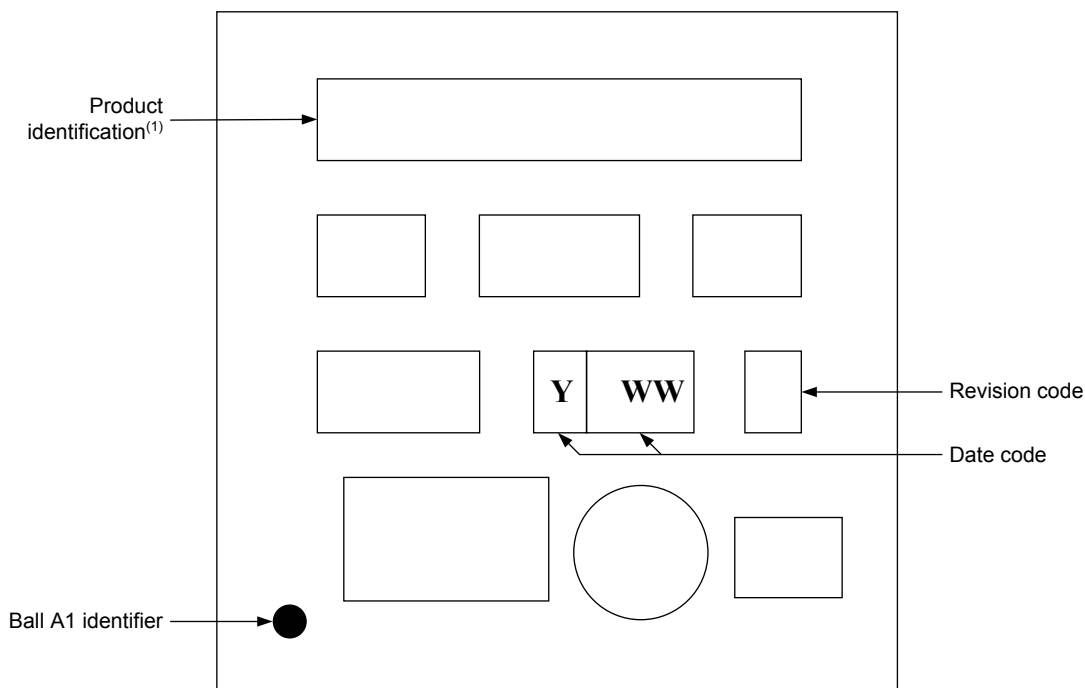 Product
identification(1)
Y WW
Revision code
Date code
Ball A1 identifier